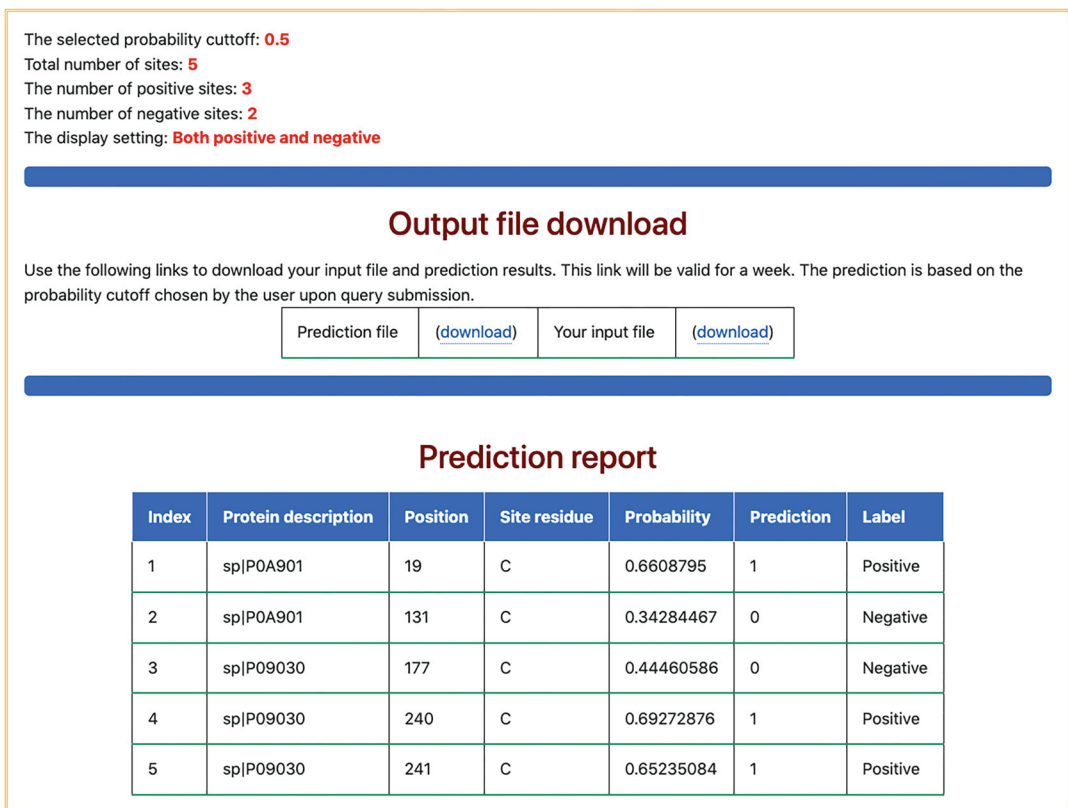 The selected probability cuttoff: 0.5
Total number of sites: 5
The number of positive sites: 3
The number of negative sites: 2
The display setting: Both positive and negative
Output file download
Use the following links to download your input file and prediction results. This link will be valid for a week. The prediction is based on the
probability cutoff chosen by the user upon query submission.
Prediction file (download) Your input file (download)
Prediction report
Index Protein description Position Site residue Probability Prediction Label
1 sp|P0A901 19 C 0.6608795 1 Positive
2 sp|P0A901 131 C 0.34284467 0 Negative
3 sp|P09030 177 C 0.44460586 0 Negative
4 sp|P09030 240 C 0.69272876 1 Positive
5 sp|P09030 241 C 0.65235084 1 Positive